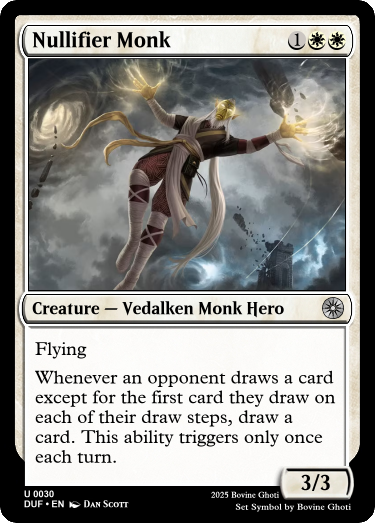 Nullifier Monk 1
Creature — Vedalken Monk Hero
Flying
Whenever an opponent draws a card
except for the first card they draw on
each of their draw steps, draw a
card. This ability triggers only once
each turn.
3/3
U 0030
DUF • EN Dan Scott
2025 Bovine Ghoti
Set Symbol by Bovine Ghoti